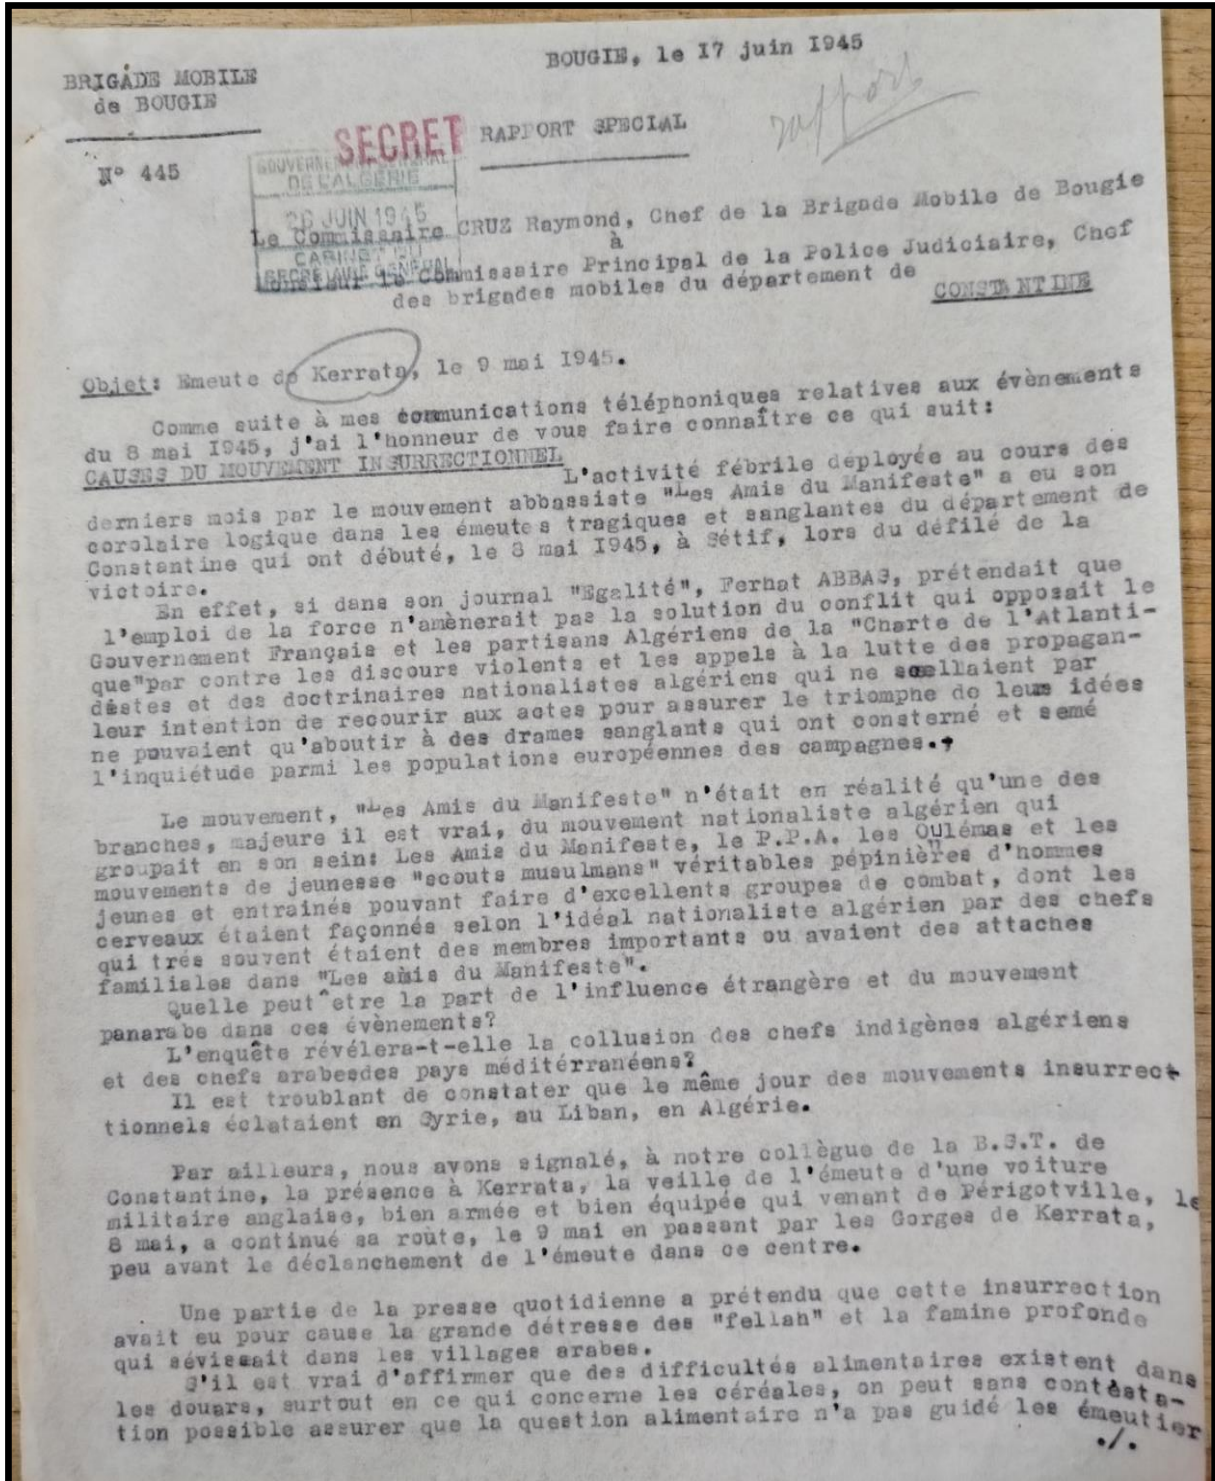 BOUGIE, le I7 juin I945
BRIGADE MOBILE
de BOUGIE
rapport
SECRET
RAPPORT SPECIAL
N° 445
GOUVERNEMENT GENERAL
DE L'ALGERIE
26 JUIN 1945
CABINET
SECRETAIRE GENERAL
Le Commissaire CRUZ Raymond, Chef de la Brigade Mobile de Bougie
à
Monsieur le Commissaire Principal de la Police Judiciaire, Chef
des brigades mobiles du département de
CONSTANTINE
Objet: Emeute de Kerrata, le 9 mai I945.
Comme suite à mes communications téléphoniques relatives aux évènements
du 8 mai I945, j'ai l'honneur de vous faire connaître ce qui suit:
CAUSES DU MOUVEMENT INSURRECTIONNEL
L'activité fébrile déployée au cours des
derniers mois par le mouvement abbassiste "Les Amis du Manifeste" a eu son
corolaire logique dans les émeutes tragiques et sanglantes du département de
Constantine qui ont débuté, le 8 mai I945, à Sétif, lors du défilé de la
victoire.
En effet, si dans son journal "Egalité", Ferhat ABBAS, prétendait que
l'emploi de la force n'amènerait pas la solution du conflit qui opposait le
Gouvernement Français et les partisans Algériens de la "Charte de l'Atlanti-
que"par contre les discours violents et les appels à la lutte des propagan-
distes et des doctrinaires nationalistes algériens qui ne scellaient par
leur intention de recourir aux actes pour assurer le triomphe de leurs idées
ne pouvaient qu'aboutir à des drames sanglants qui ont consterné et semé
l'inquiétude parmi les populations européennes des campagnes.
Le mouvement, "Les Amis du Manifeste" n'était en réalité qu'une des
branches, majeure il est vrai, du mouvement nationaliste algérien qui
groupait en son sein: Les Amis du Manifeste, le P.P.A. les Oulémas et les
mouvements de jeunesse "scouts musulmans" véritables pépinières d'hommes
jeunes et entrainés pouvant faire d'excellents groupes de combat, dont les
cerveaux étaient façonnés selon l'idéal nationaliste algérien par des chefs
qui trés souvent étaient des membres importants ou avaient des attaches
familiales dans "Les amis du Manifeste".
Quelle peut etre la part de l'influence étrangère et du mouvement
panarabe dans ces évènements?
L'enquête révélera-t-elle la collusion des chefs indigènes algériens
et des chefs arabesdes pays méditérranéens?
Il est troublant de constater que le même jour des mouvements insurrect
tionnels éclataient en Syrie, au Liban, en Algérie.
Par ailleurs, nous avons signalé, à notre collègue de la B.S.T. de
Constantine, la présence à Kerrata, la veille de l'émeute d'une voiture
militaire anglaise, bien armée et bien équipée qui venant de Périgotville, le
8 mai, a continué sa route, le 9 mai en passant par les Gorges de Kerrata,
peu avant le déclanchement de l'émeute dans ce centre.
Une partie de la presse quotidienne a prétendu que cette insurrection
avait eu pour cause la grande détresse des "fellah" et la famine profonde
qui sévissait dans les villages arabes.
S'il est vrai d'affirmer que des difficultés alimentaires existent dans
les douars, surtout en ce qui concerne les céréales, on peut sans contesta-
tion possible assurer que la question alimentaire n'a pas guidé les émeutier
./.